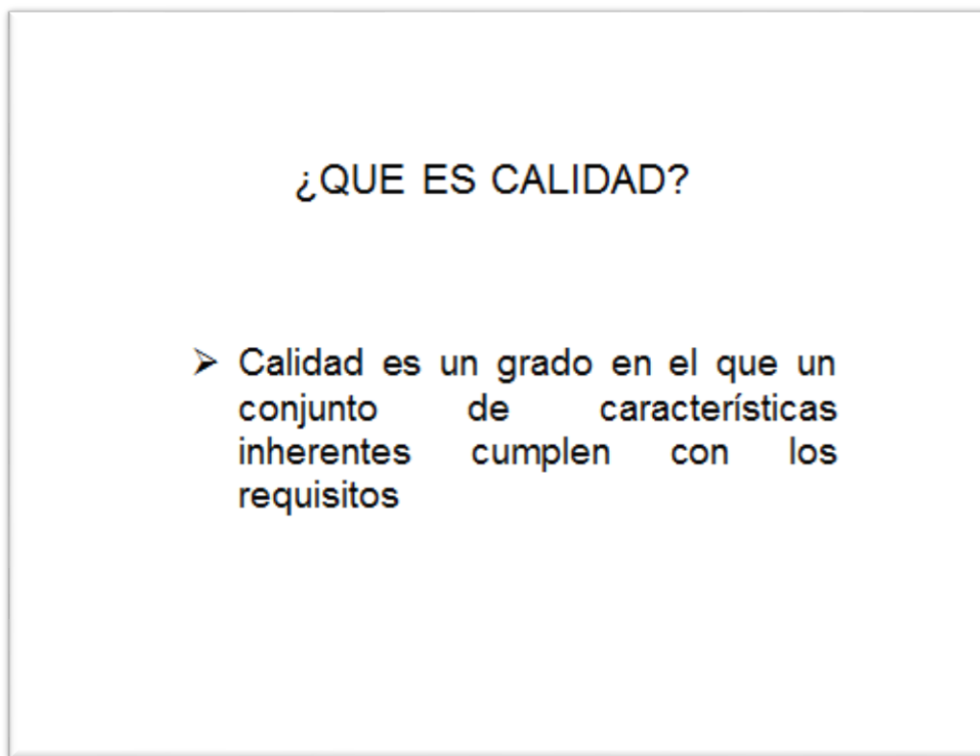 ¿QUE ES CALIDAD?
➢ Calidad es un grado en el que un
conjunto de características
inherentes cumplen con los
requisitos